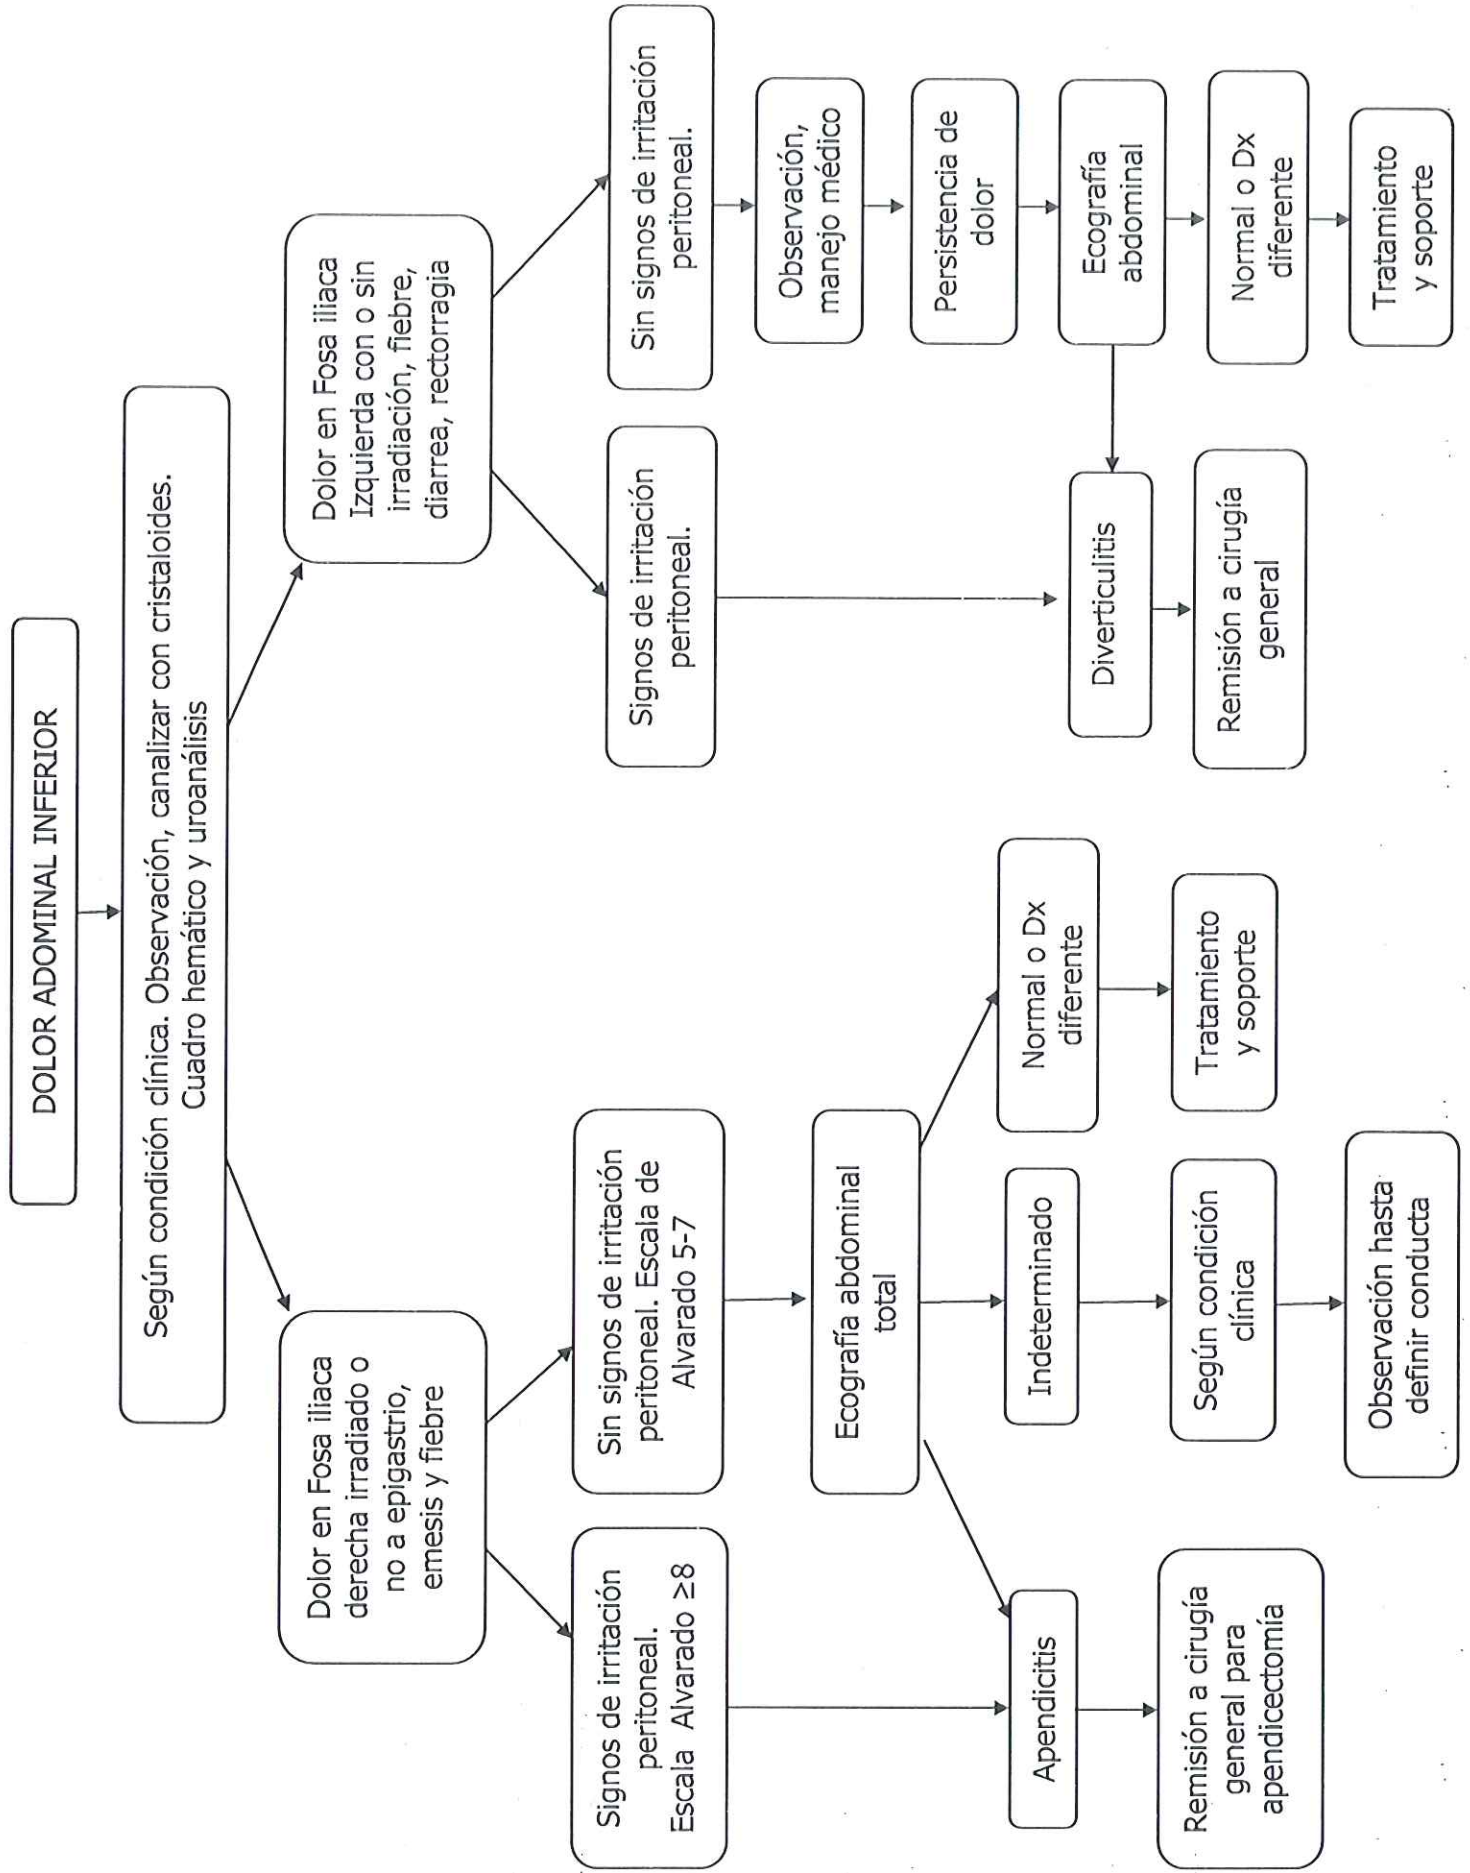 DOLOR ADOMINAL INFERIOR
Según condición clínica. Observación, canalizar con cristaloides.
Cuadro hemático y uroanálisis
Dolor en Fosa iliaca
derecha irradiado o
no a epigastrio,
emesis y fiebre
Signos de irritación
peritoneal.
Escala Alvarado ≥8
Sin signos de irritación
peritoneal. Escala de
Alvarado 5-7
Ecografía abdominal
total
Apendicitis
Remisión a cirugía
general para
apendicectomía
Indeterminado
Según condición
clínica
Observación hasta
definir conducta
Normal o Dx
diferente
Tratamiento
y soporte
Dolor en Fosa iliaca
Izquierda con o sin
irradiación, fiebre,
diarrea, rectorragia
Signos de irritación
peritoneal.
Diverticulitis
Remisión a cirugía
general
Sin signos de irritación
peritoneal.
Observación,
manejo médico
Persistencia de
dolor
Ecografía
abdominal
Normal o Dx
diferente
Tratamiento
y soporte